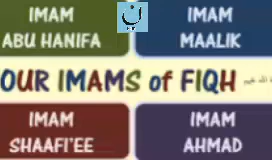 IMAM
ABU HANIFA
IMAM
MAALIK
OUR IMAMS of FIQH
IMAM
SHAAFI'EE
IMAM
AHMAD